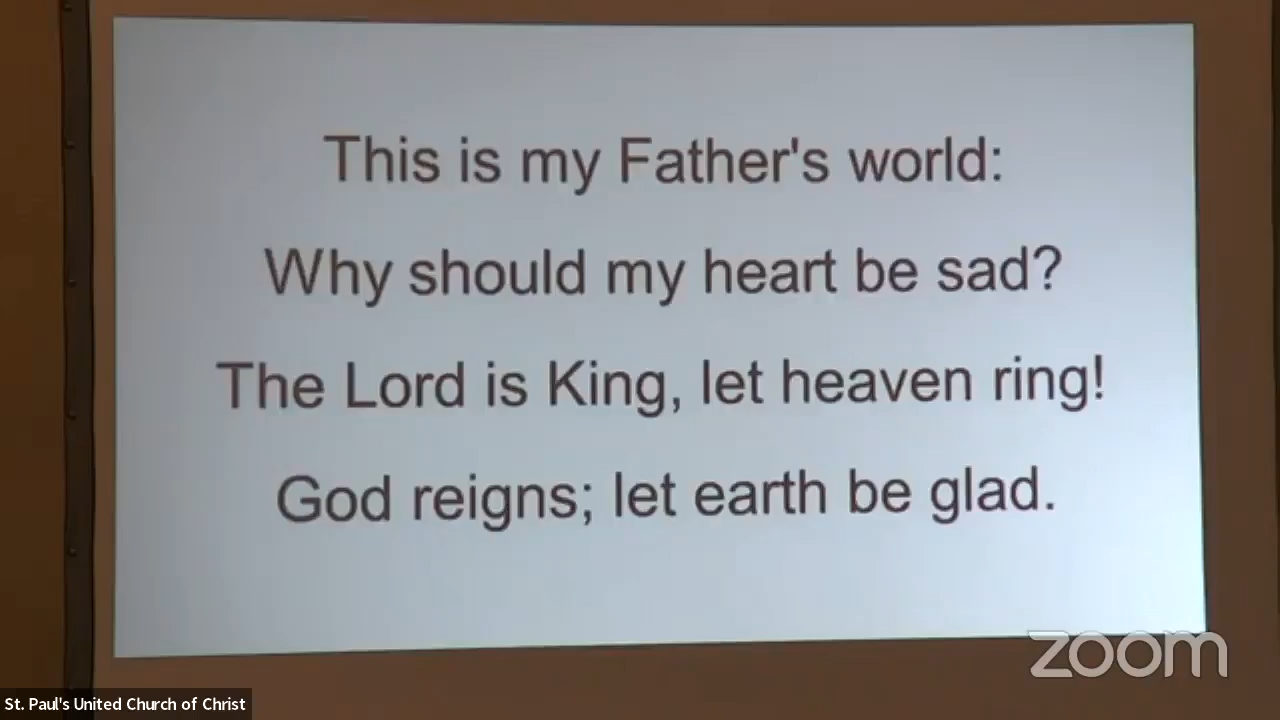 This is my Father's world:
Why should my heart be sad?
The Lord is King, let heaven ring!
God reigns; let earth be glad.
zoom
St. Paul's United Church of Christ